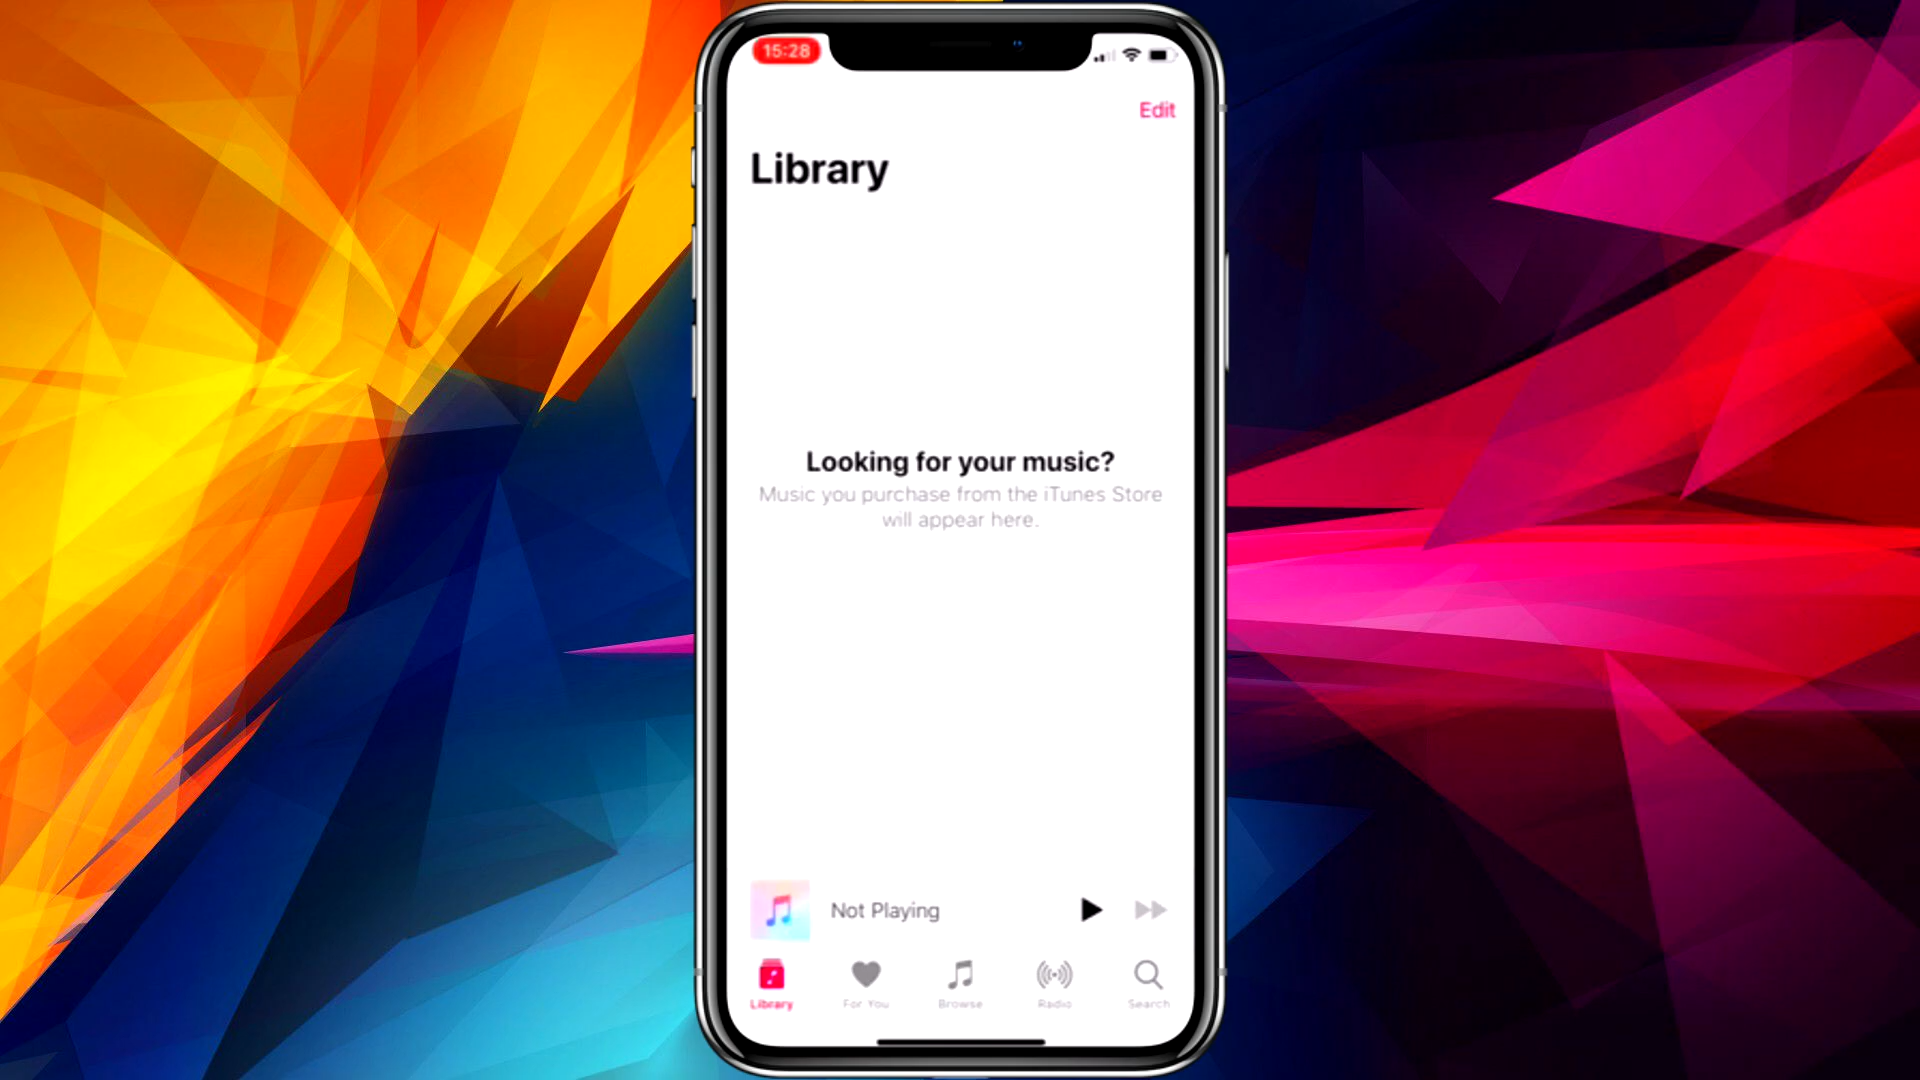 15:28
Edit
Library
Looking for your music?
Music you purchase from the iTunes Store
will appear here.
Not Playing
Library
For You
Browse
Radio
Search